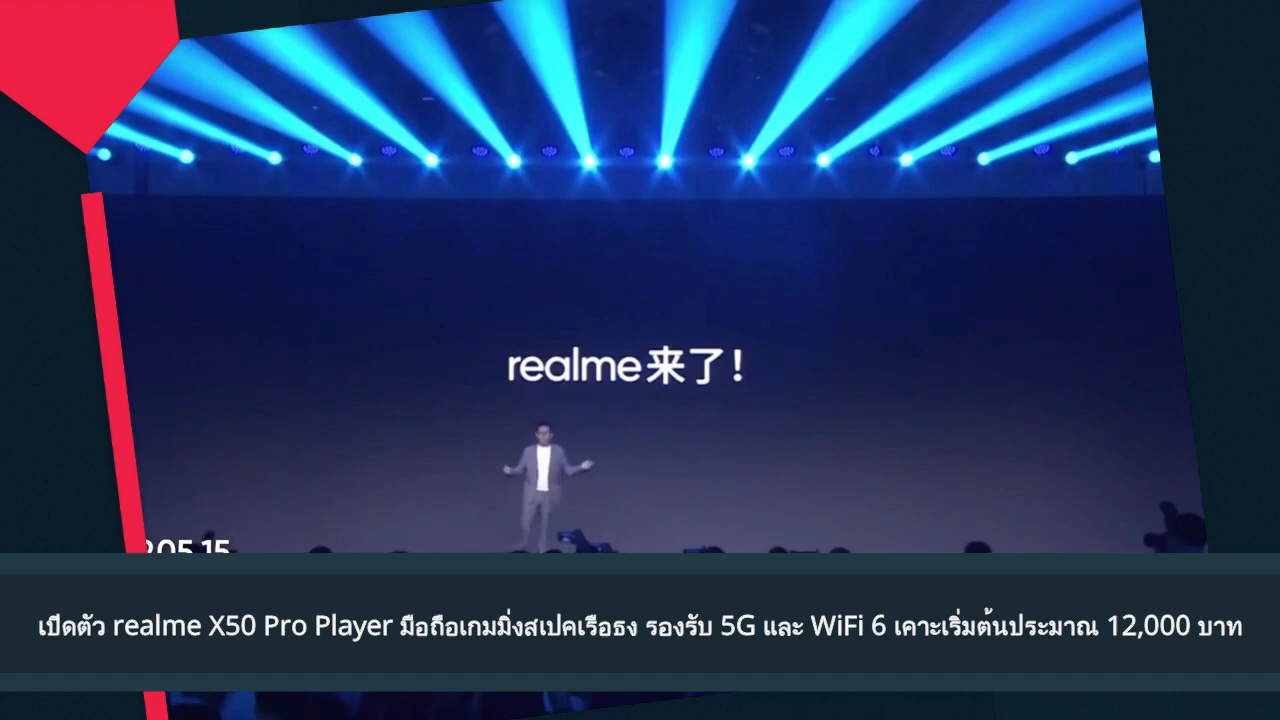 realme来了!
05.15
เปิดตัว realme X50 Pro Player มือถือเกมมิ่งสเปคเรือธง รองรับ 5G และ WiFi 6 เคาะเริ่มต้นประมาณ 12,000 บาท